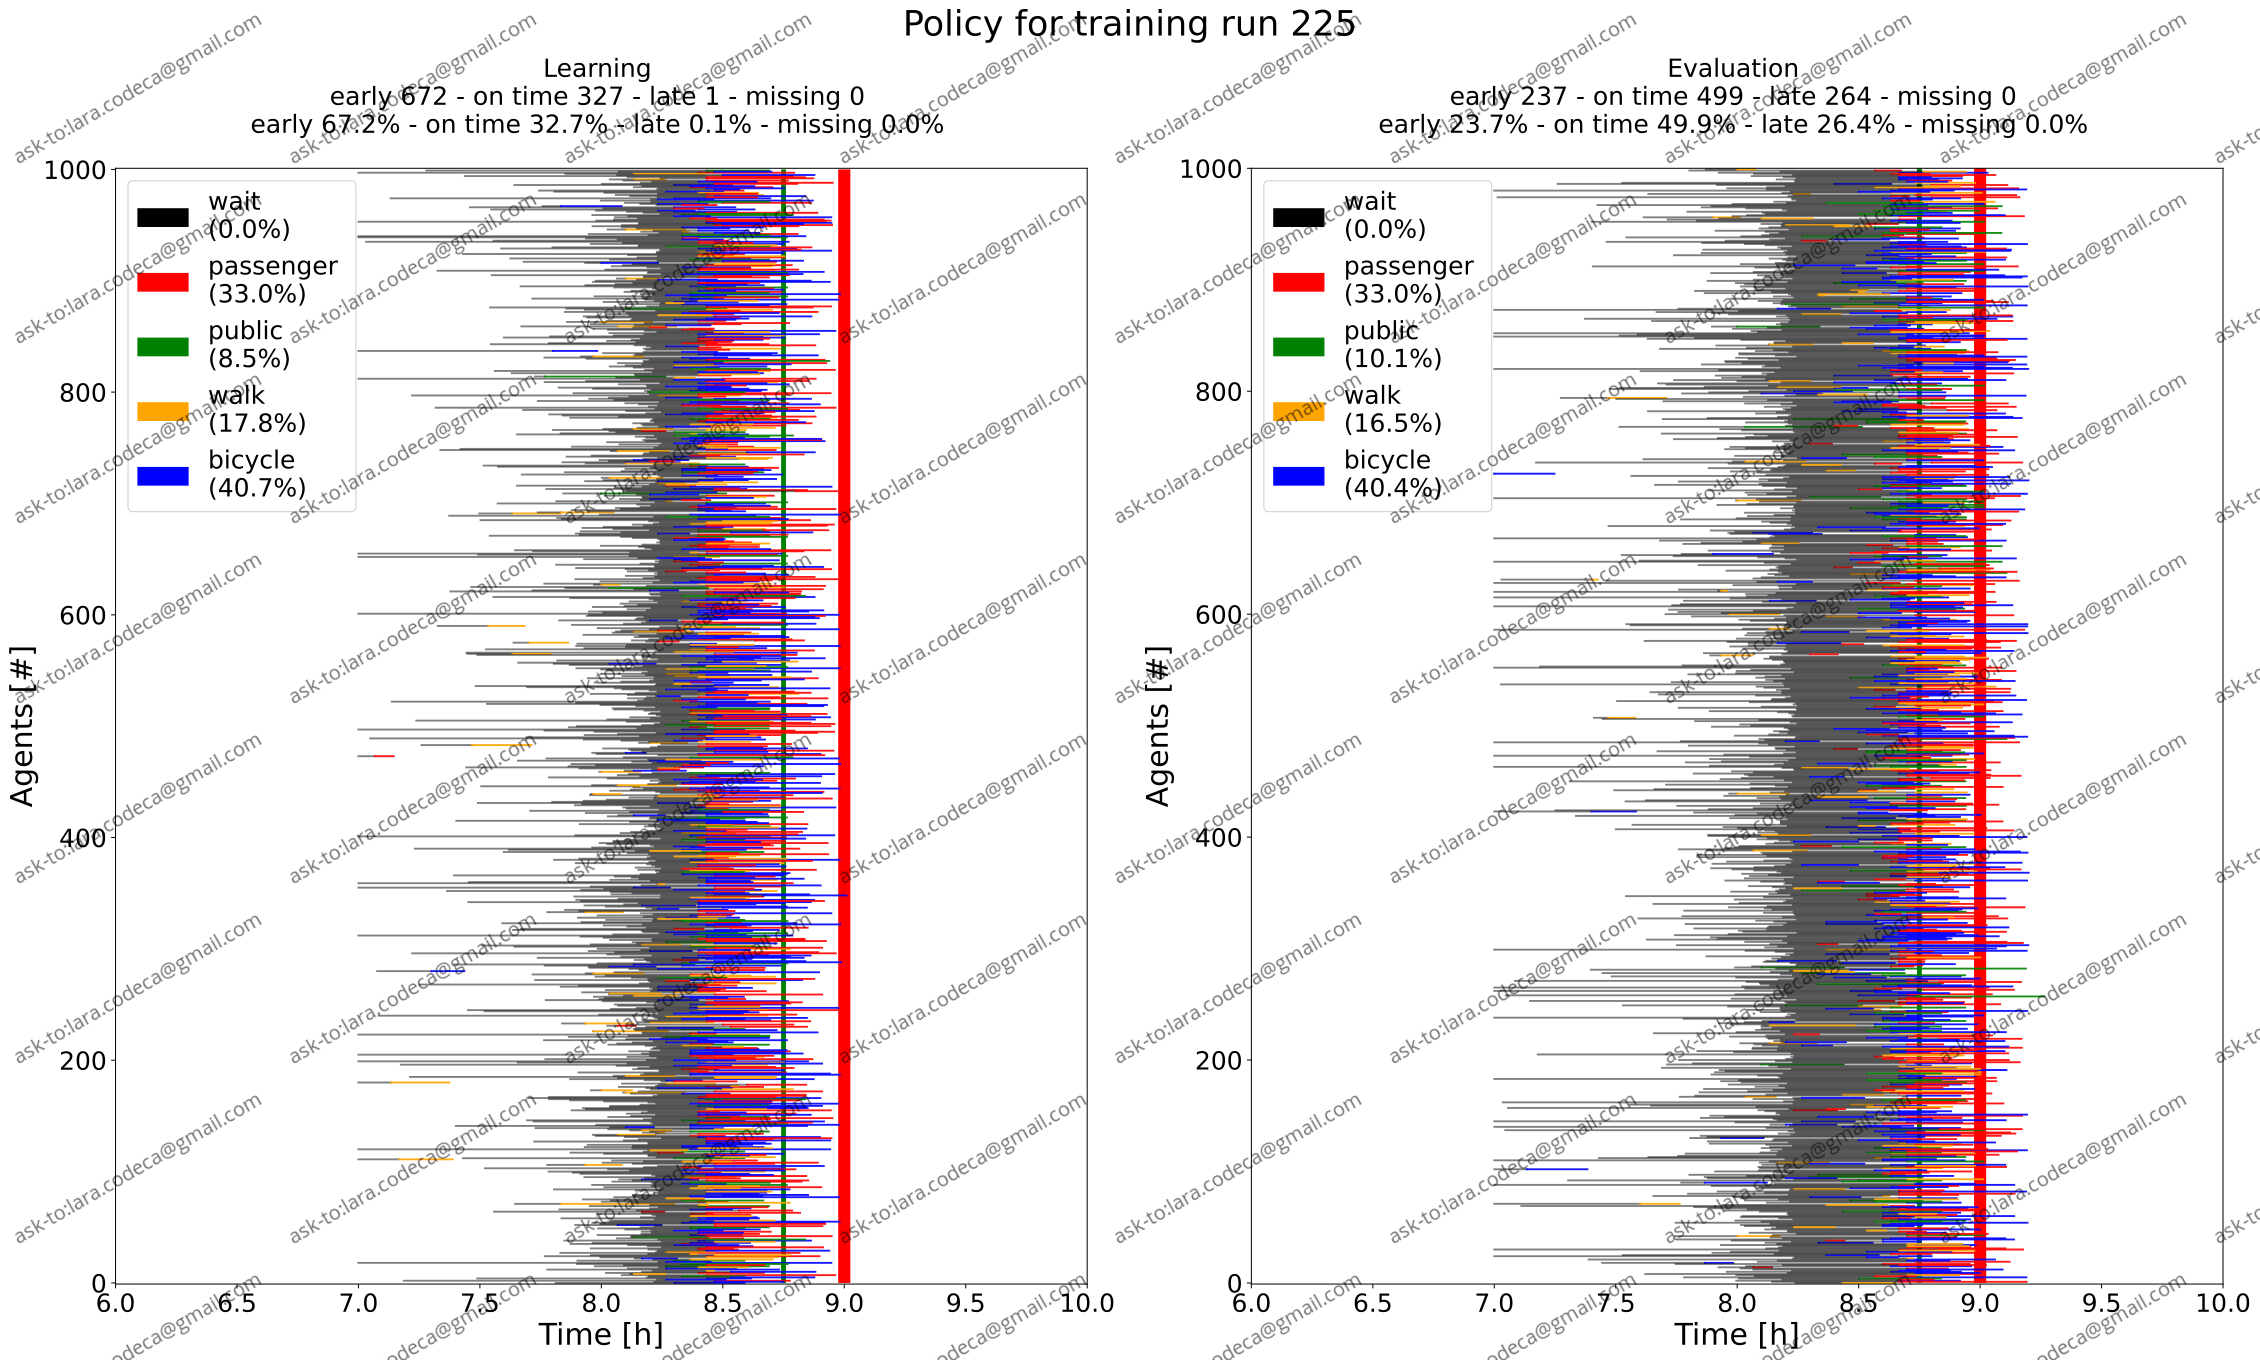 Policy for training run 225
Learning
early 672 - on time 327 - late 1 - missing 0
early 67.2% - on time 32.7% - late 0.1% - missing 0.0%
Evaluation
early 237 - on time 499 - late 264 - missing 0
early 23.7% - on time 49.9% - late 26.4% - missing 0.0%
wait
(0.0%)
passenger
(33.0%)
public
(8.5%)
walk
(17.8%)
bicycle
(40.7%)
1000
800
600
400
200
0
Agents [#]
6.0 6.5 7.0 7.5 8.0 8.5 9.0 9.5 10.0
Time [h]
wait
(0.0%)
passenger
(33.0%)
public
(10.1%)
walk
(16.5%)
bicycle
(40.4%)
1000
800
600
400
200
0
Agents [#]
6.0 6.5 7.0 7.5 8.0 8.5 9.0 9.5 10.0
Time [h]
ask-to:lara.codeca@gmail.com